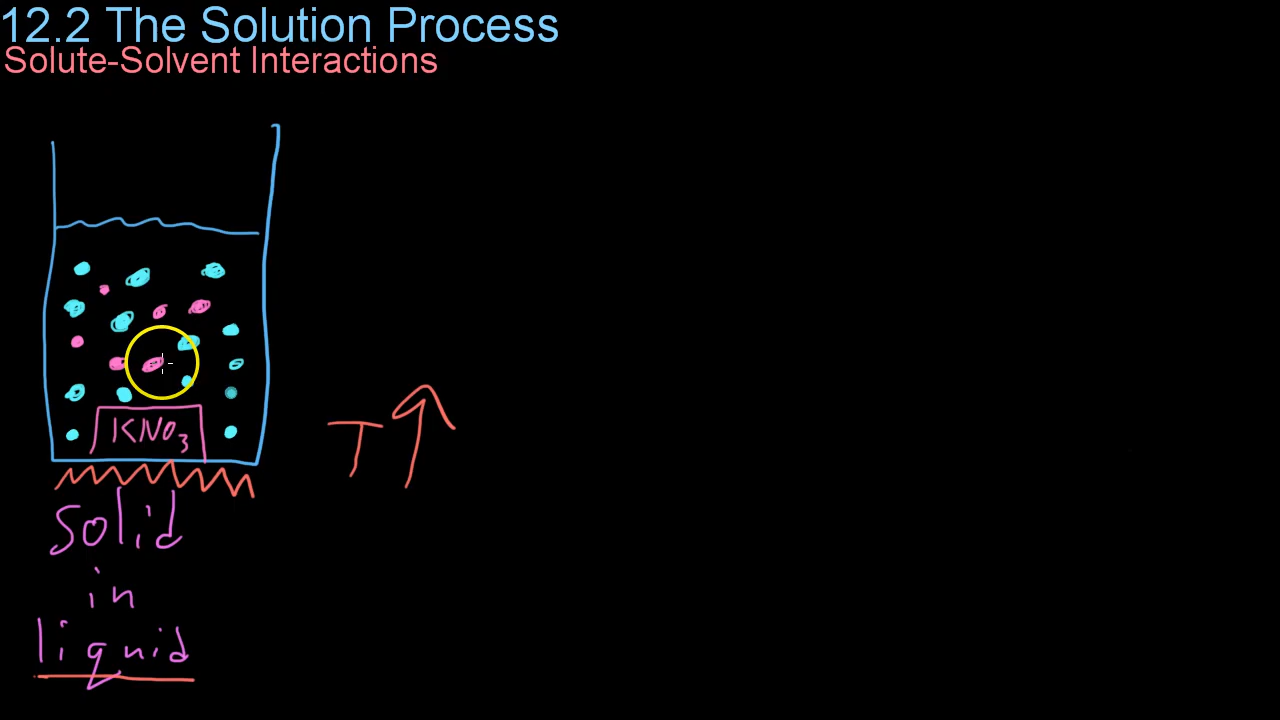 12.2 The Solution Process
Solute-Solvent Interactions
KNO3
T
Solid
in
liquid